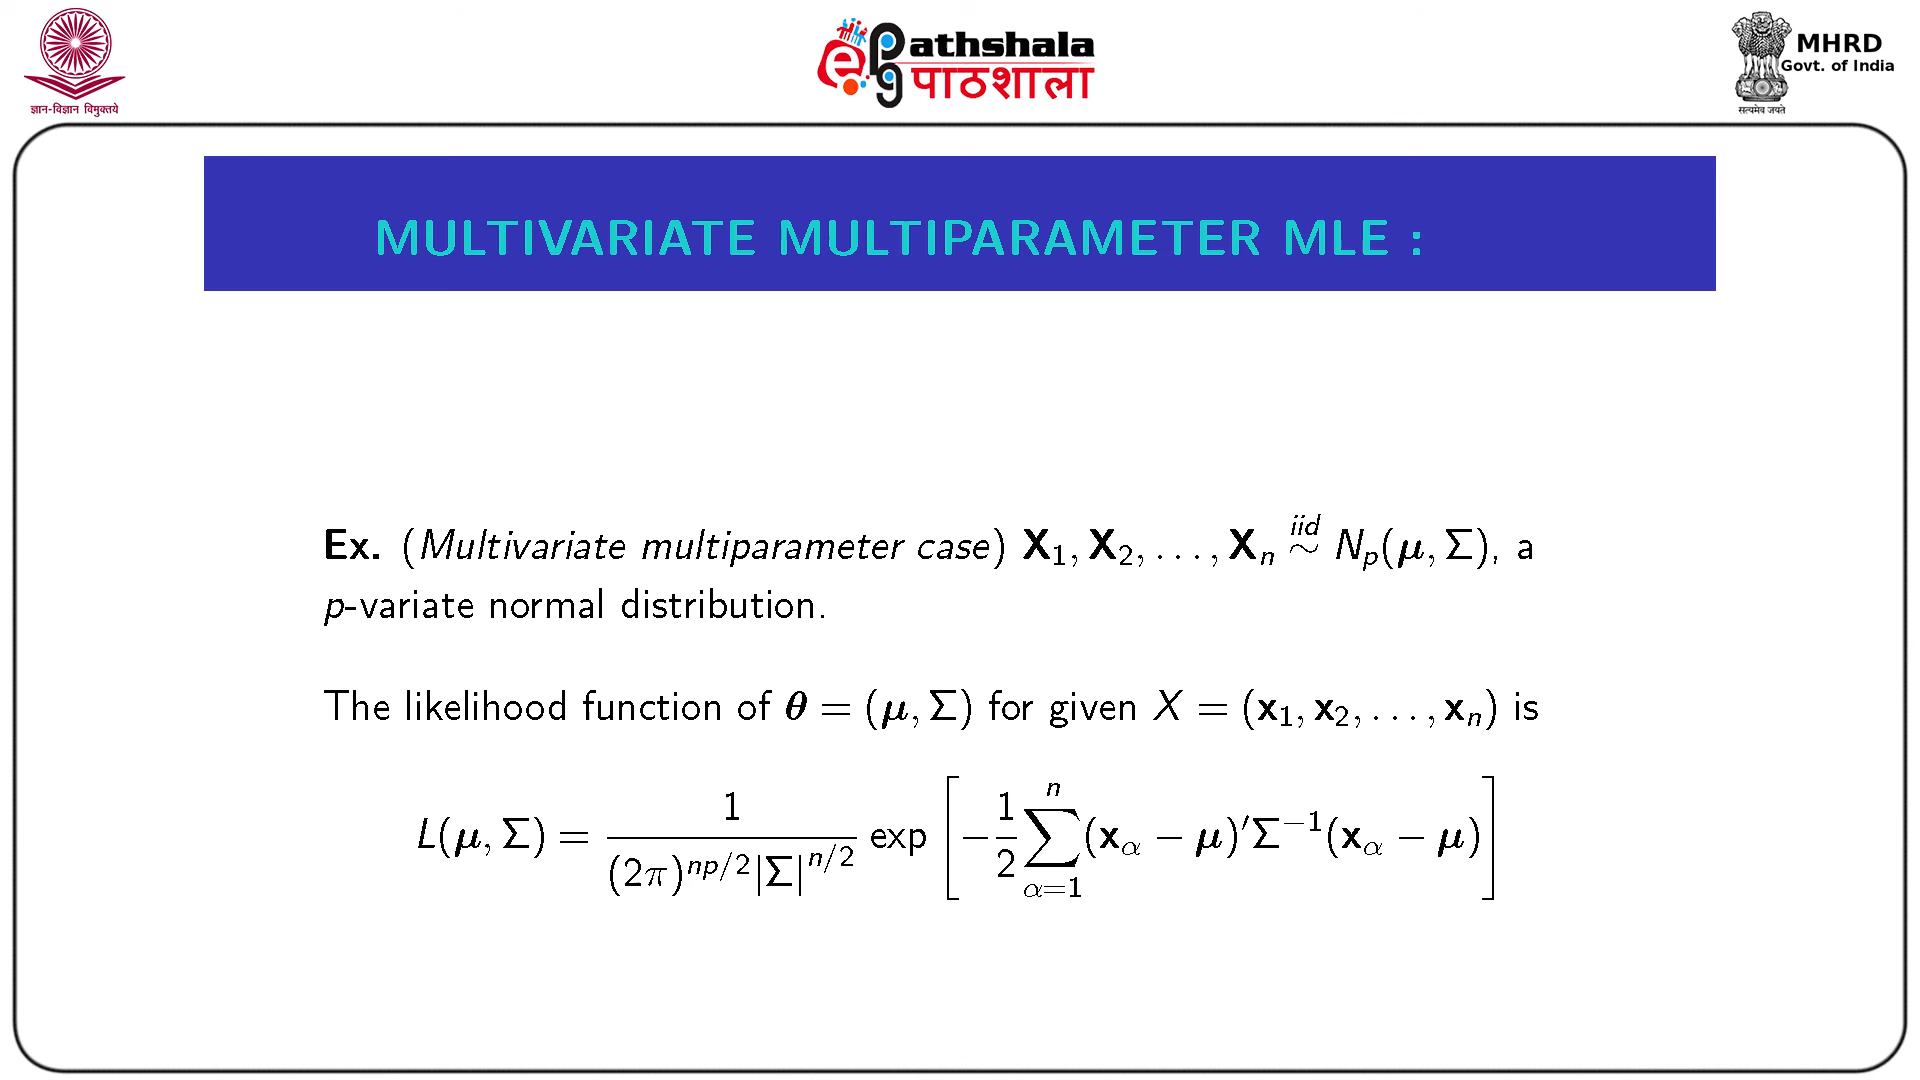 ज्ञान-विज्ञान विमुक्तये
ePG Pathshala
पाठशाला
MHRD
Govt. of India
सत्यमेव जयते
MULTIVARIATE MULTIPARAMETER MLE :
Ex. (Multivariate multiparameter case) X₁, X₂, . . . , Xₙ ∼ⁱⁱᵈ Nₚ(μ, Σ), a
p-variate normal distribution.
The likelihood function of θ = (μ, Σ) for given X = (x₁, x₂, . . . , xₙ) is
L(μ, Σ) = 1 / ((2π)^{np/2}|Σ|^{n/2}) exp [ −1/2 ∑_{α=1}^{n} (x_α − μ)′Σ⁻¹(x_α − μ) ]